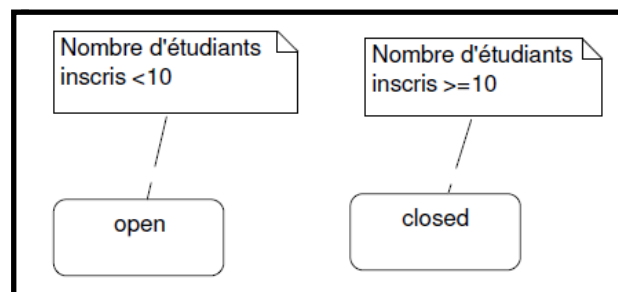 Nombre d'étudiants
inscris <10
Nombre d'étudiants
inscris >=10
open
closed